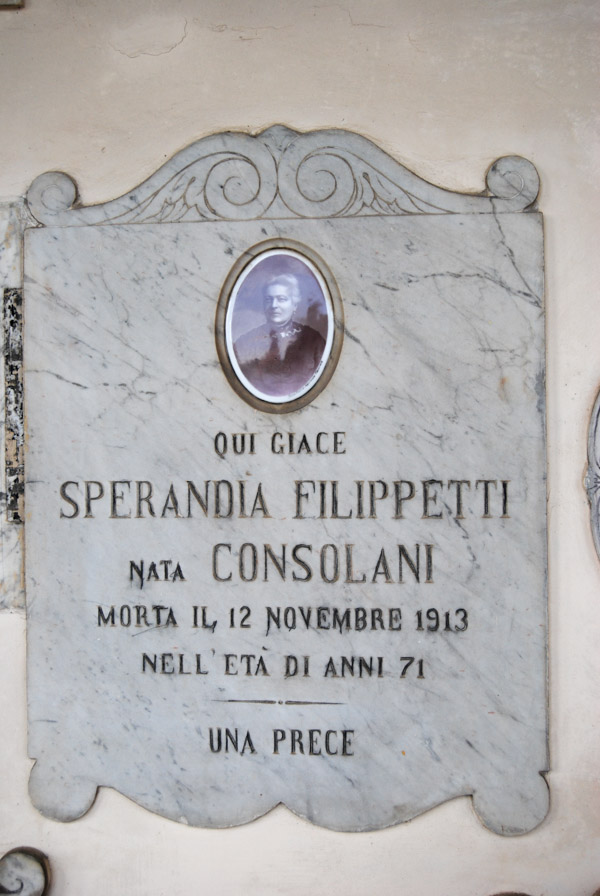 QUI GIACE
SPERANDIA FILIPPETTI
NATA CONSOLANI
MORTA IL 12 NOVEMBRE 1913
NELL'ETÀ DI ANNI 71
UNA PRECE